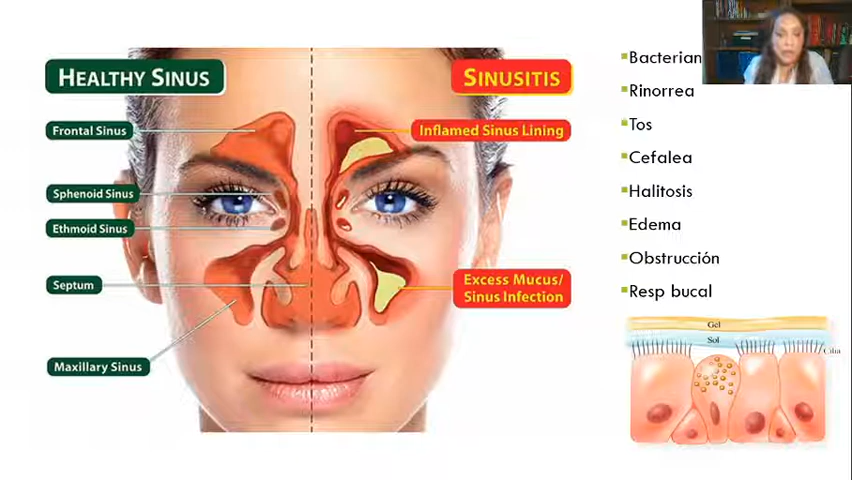 HEALTHY SINUS
SINUSITIS
Frontal Sinus
Inflamed Sinus Lining
Sphenoid Sinus
Ethmoid Sinus
Septum
Excess Mucus/
Sinus Infection
Maxillary Sinus
Rinorrea
Tos
Cefalea
Halitosis
Edema
Obstrucción
Resp bucal
Gel
Sol
Cilia